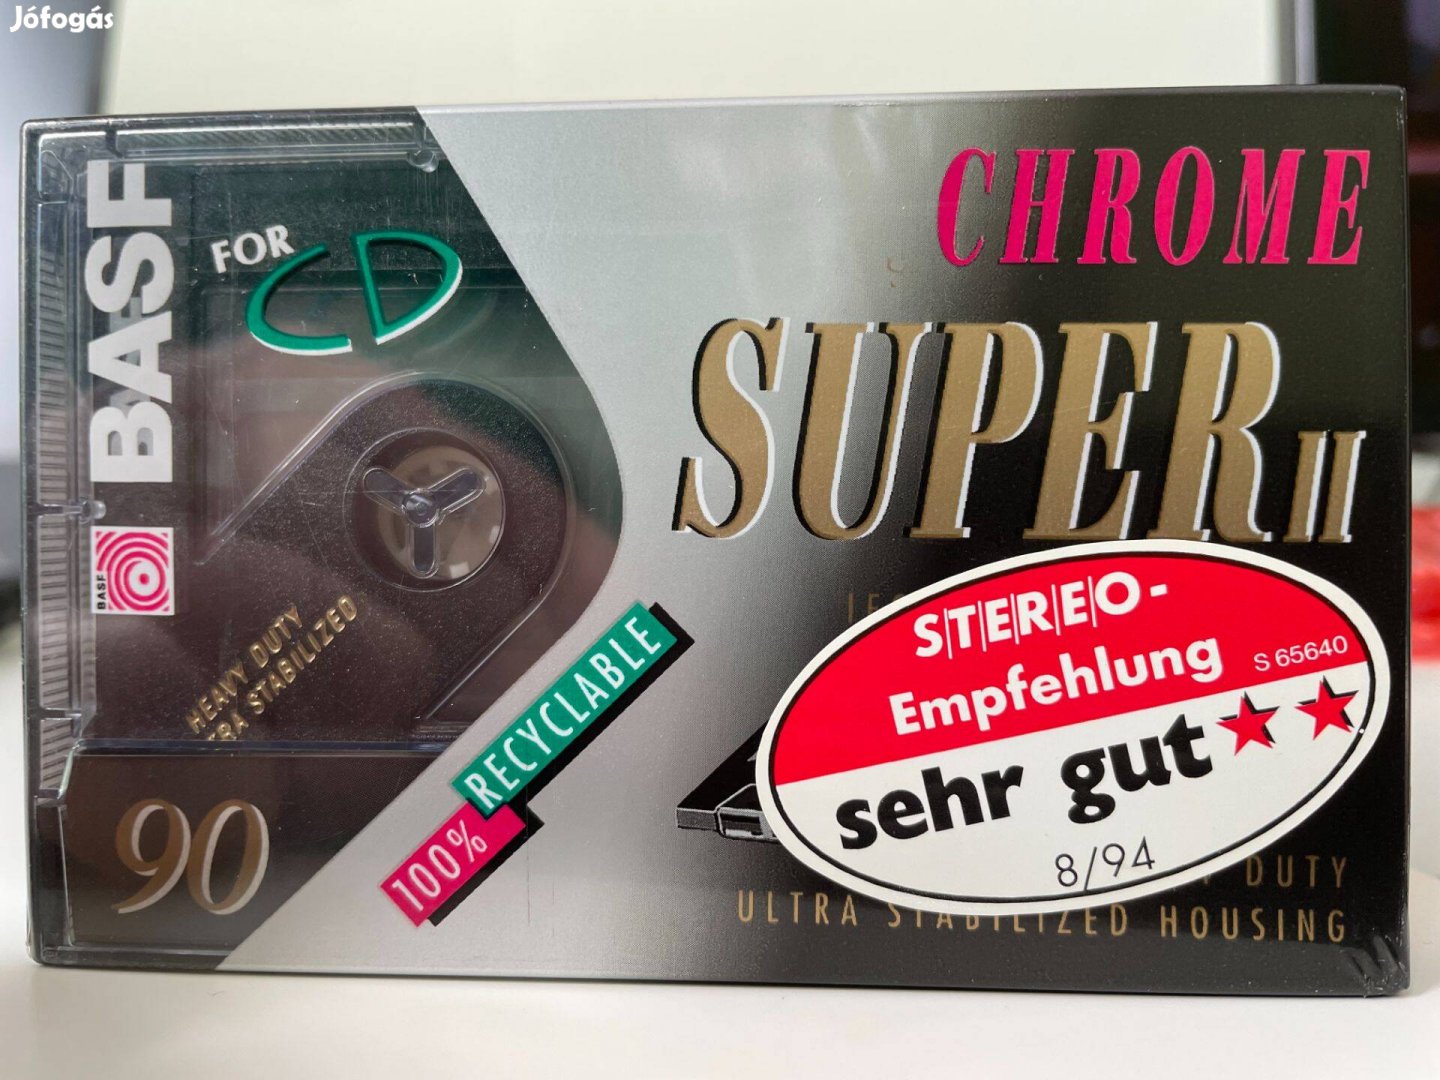 Jófogás
BASF
FOR
CD
BASF
HEAVY DUTY
STABILIZED
90
100% RECYCLABLE
CHROME
SUPER II
STEREO-
Empfehlung
S 65640
sehr gut
8/94
DUTY
ULTRA STABILIZED HOUSING